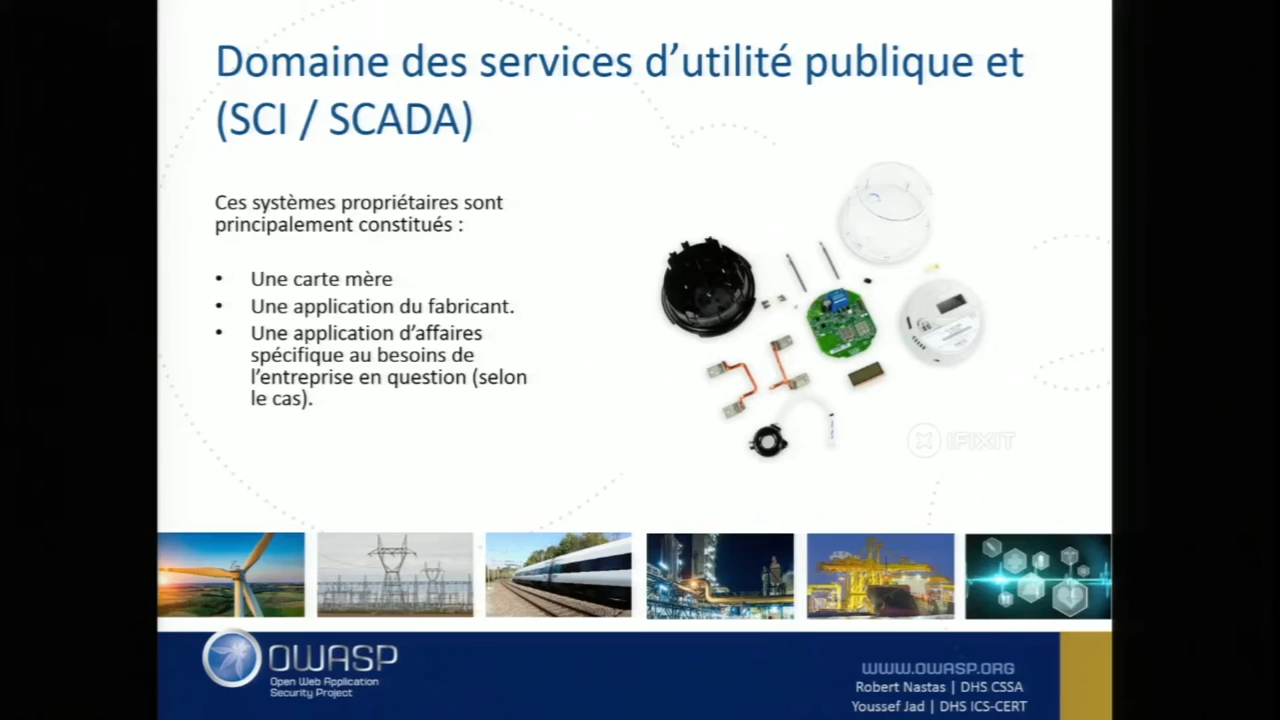 Domaine des services d’utilité publique et
(SCI / SCADA)
Ces systèmes propriétaires sont
principalement constitués :
• Une carte mère
• Une application du fabricant.
• Une application d’affaires
spécifique au besoins de
l’entreprise en question (selon
le cas).
IFIXIT
OWASP
Open Web Application
Security Project
WWW.OWASP.ORG
Robert Nastas | DHS CSSA
Youssef Jad | DHS ICS-CERT